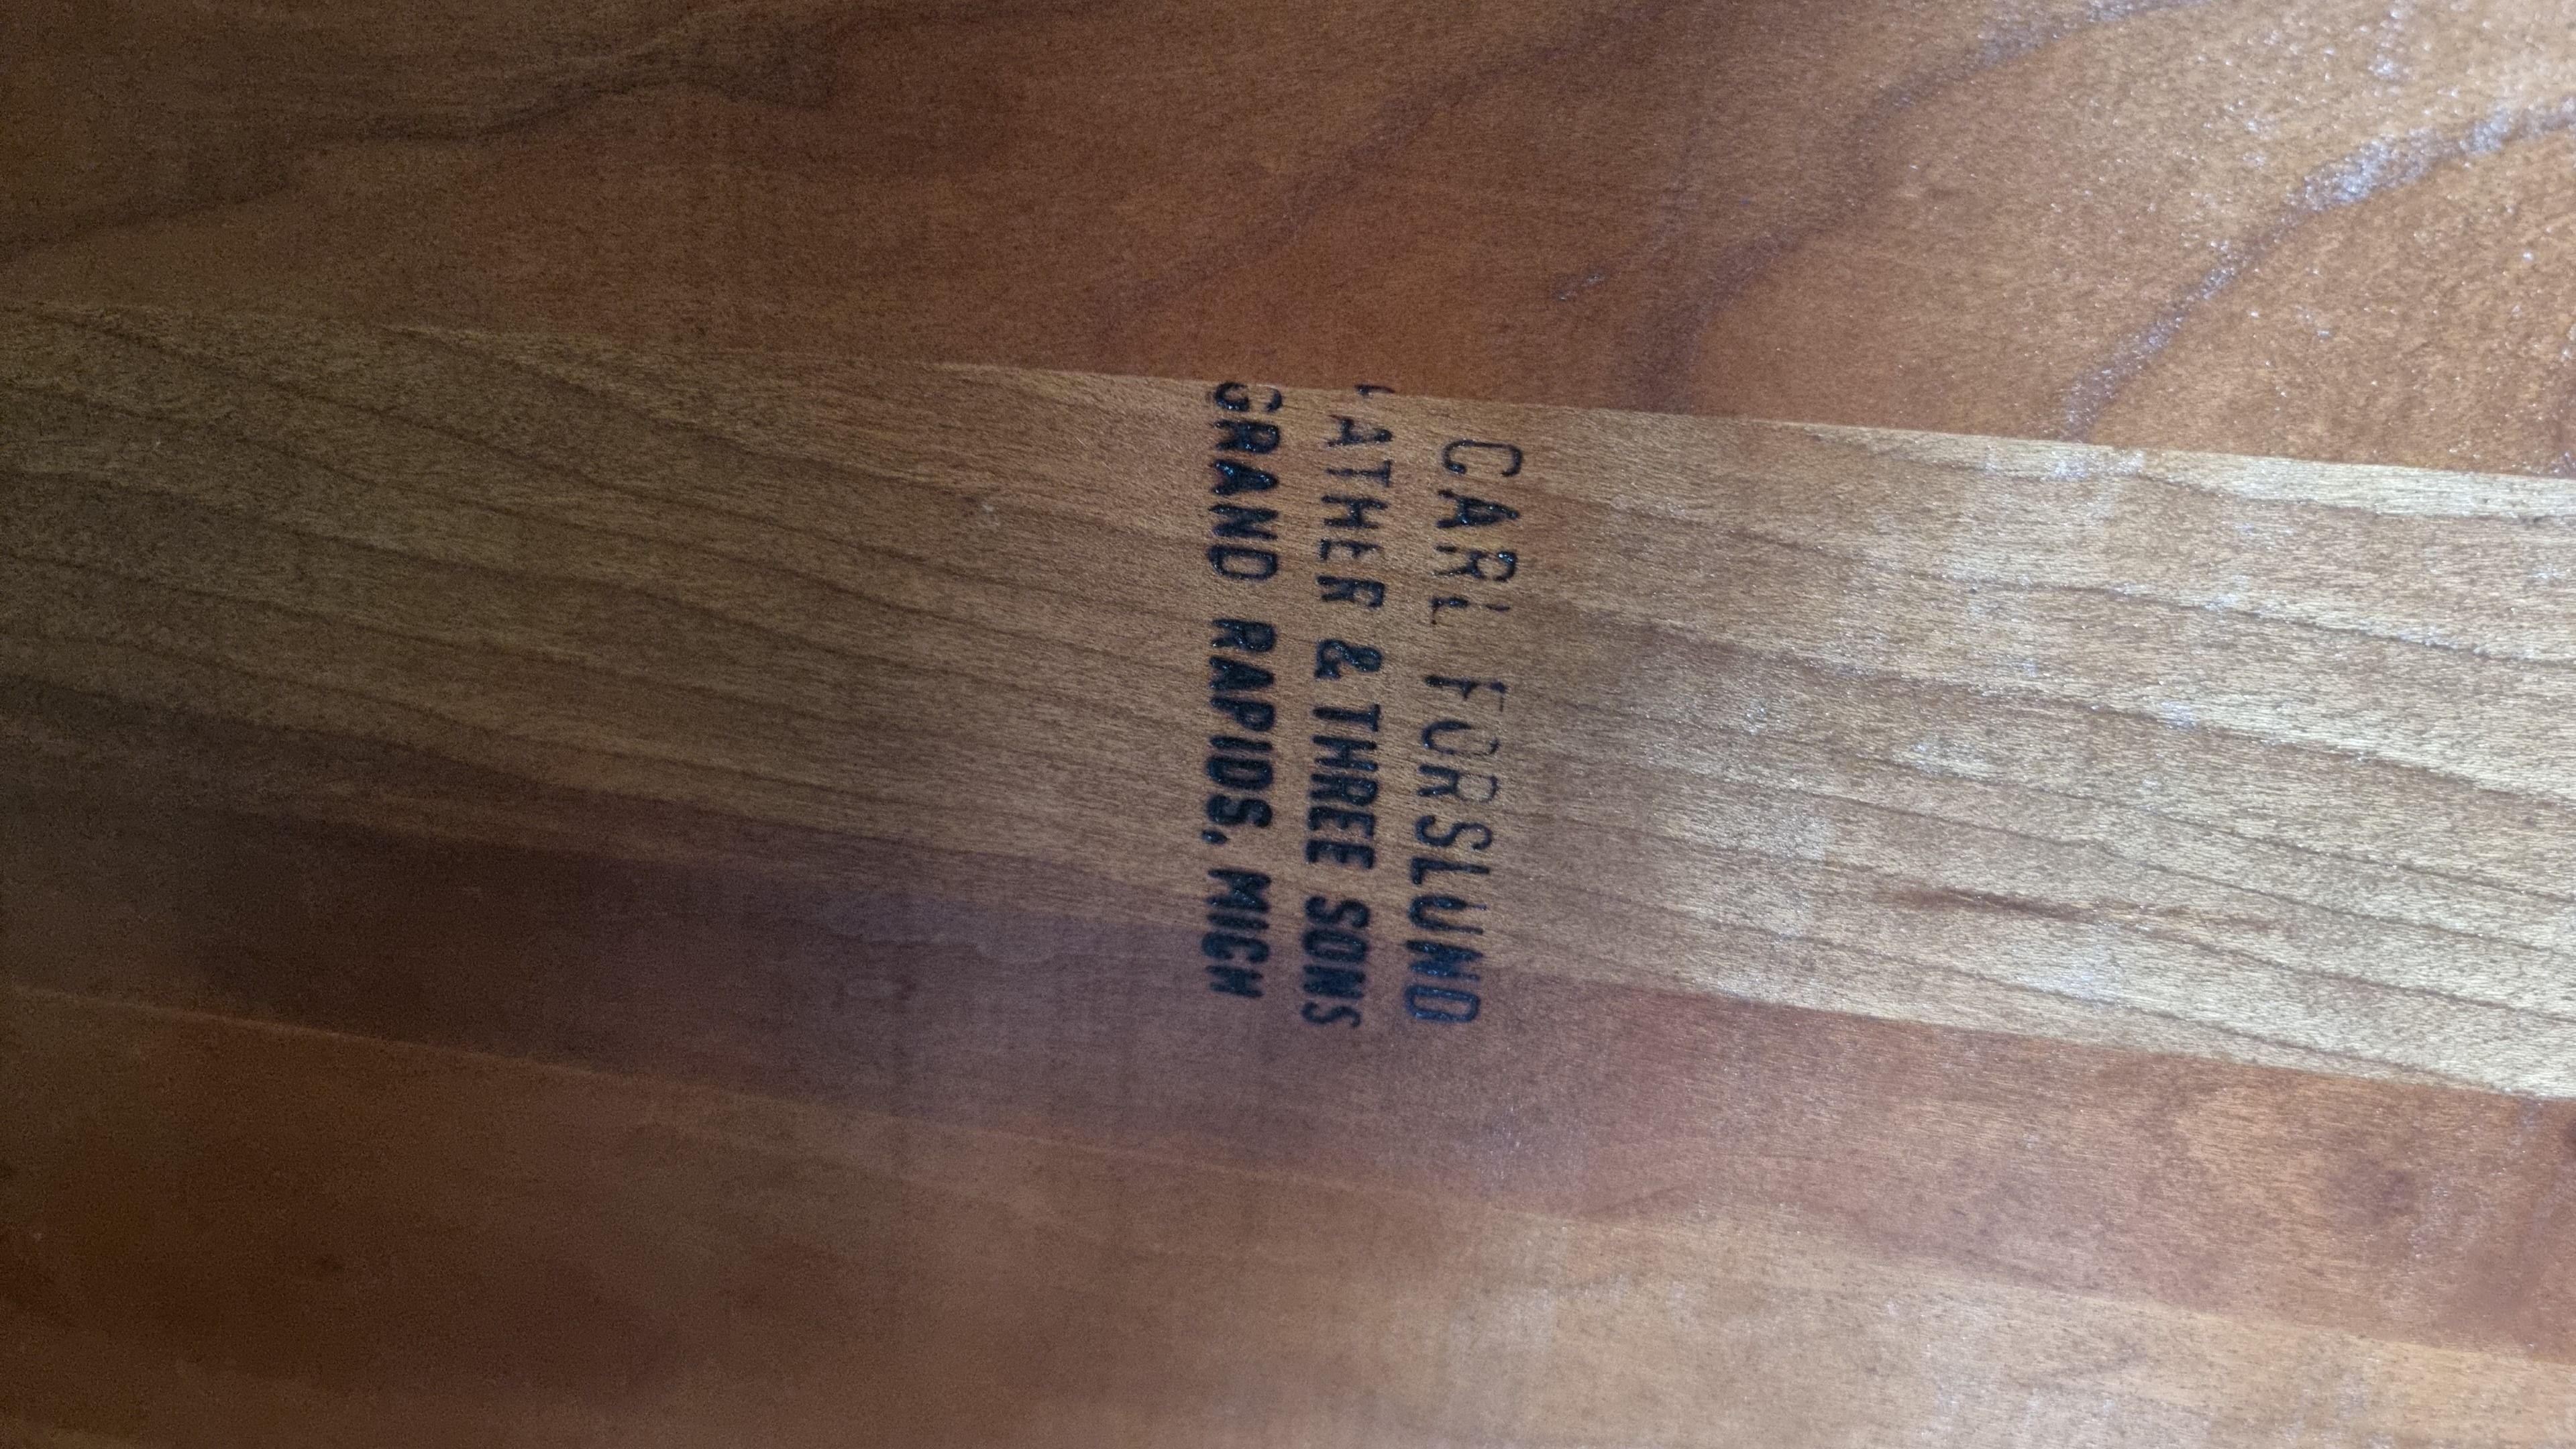 CARL FORSLUND
FATHER & THREE SONS
GRAND RAPIDS, MICH